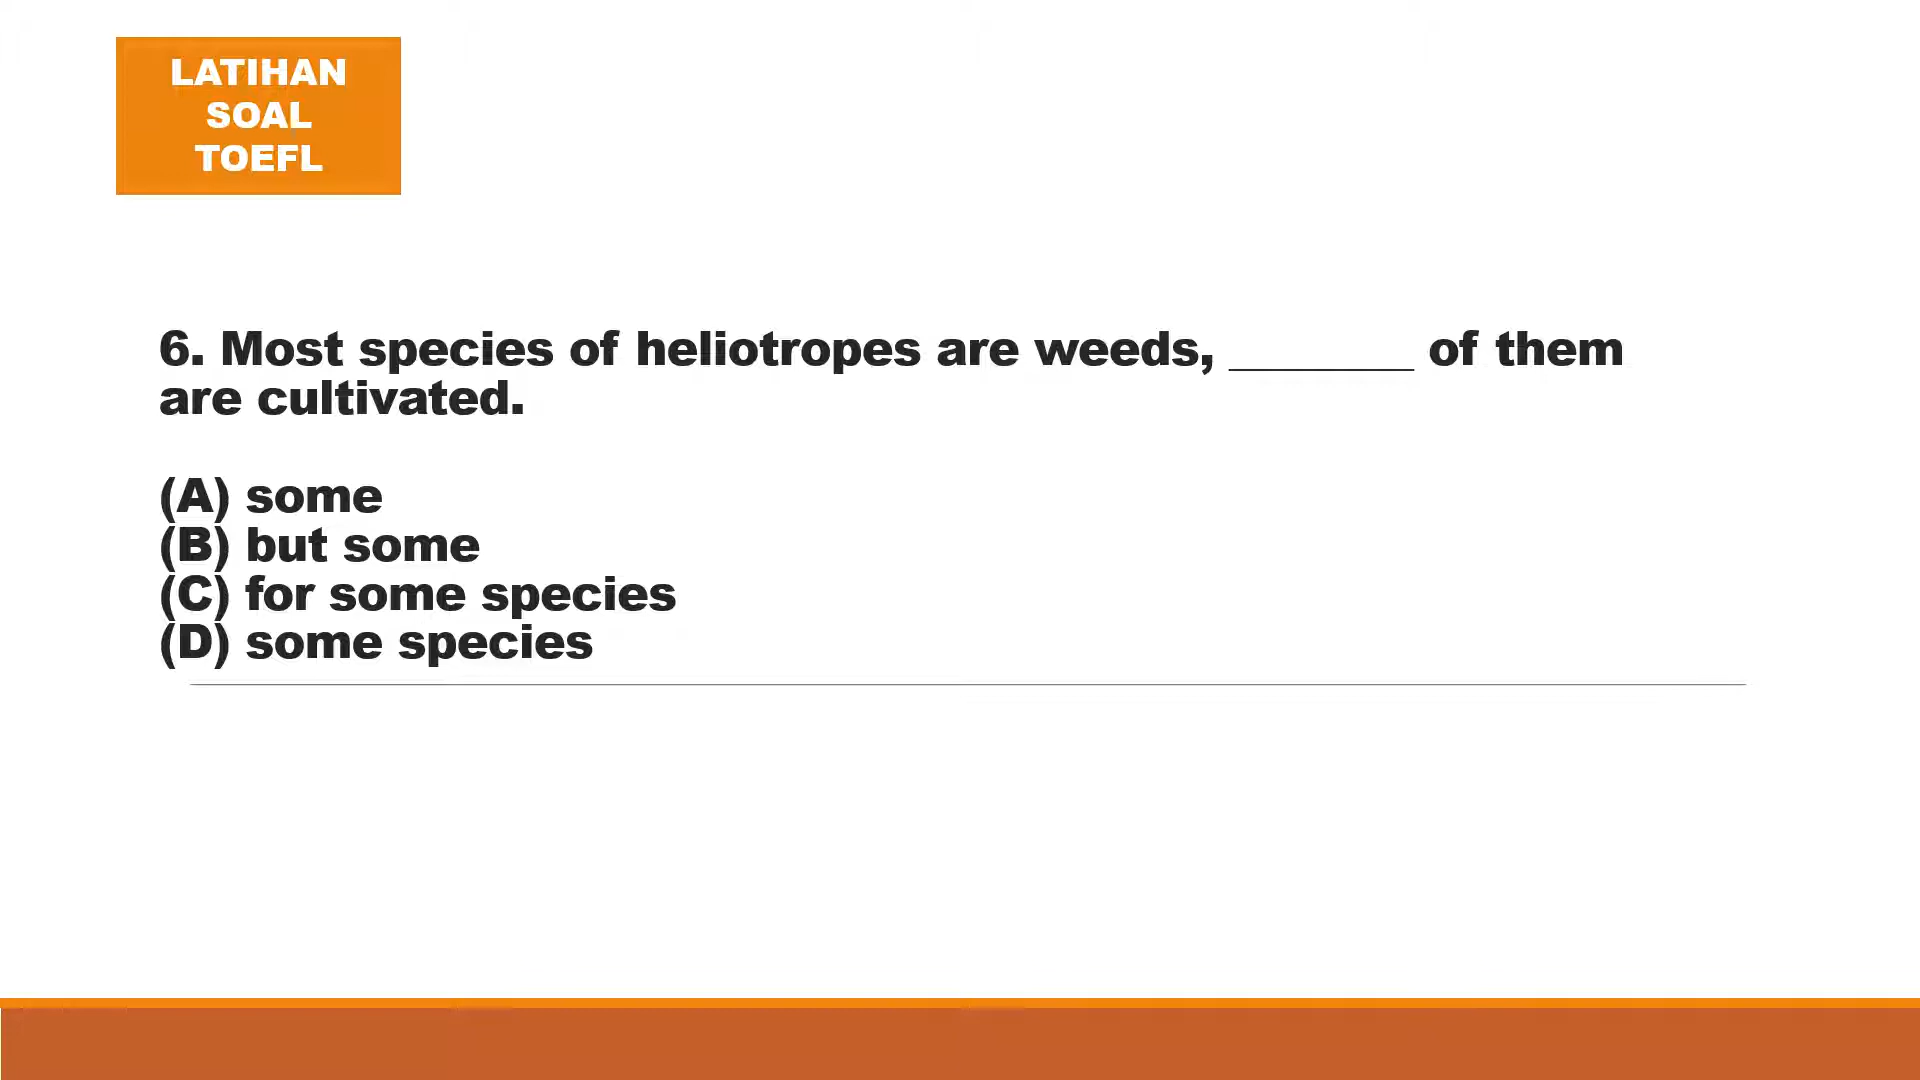 LATIHAN
SOAL
TOEFL
6. Most species of heliotropes are weeds, _______ of them
are cultivated.
(A) some
(B) but some
(C) for some species
(D) some species